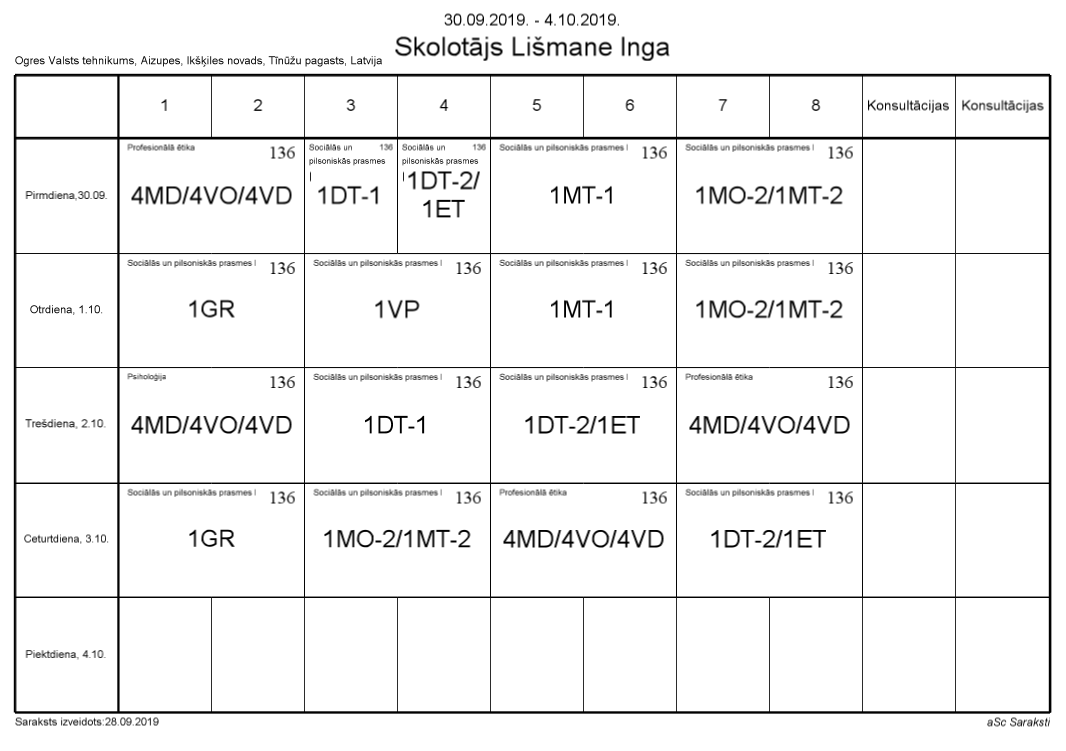 30.09.2019. - 4.10.2019.
Skolotājs Lišmane Inga
Ogres Valsts tehnikums, Aizupes, Ikšķiles novads, Tīnūžu pagasts, Latvija
1 2 3 4 5 6 7 8 Konsultācijas Konsultācijas
Pirmdiena,30.09.
Profesionālā ētika 136
4MD/4VO/4VD
Sociālās un 136
pilsoniskās prasmes
I
1DT-1
Sociālās un 136
pilsoniskās prasmes
I
1DT-2/
1ET
Sociālās un pilsoniskās prasmes I 136
1MT-1
Sociālās un pilsoniskās prasmes I 136
1MO-2/1MT-2
Otrdiena, 1.10.
Sociālās un pilsoniskās prasmes I 136
1GR
Sociālās un pilsoniskās prasmes I 136
1VP
Sociālās un pilsoniskās prasmes I 136
1MT-1
Sociālās un pilsoniskās prasmes I 136
1MO-2/1MT-2
Trešdiena, 2.10.
Psiholoģija 136
4MD/4VO/4VD
Sociālās un pilsoniskās prasmes I 136
1DT-1
Sociālās un pilsoniskās prasmes I 136
1DT-2/1ET
Profesionālā ētika 136
4MD/4VO/4VD
Ceturtdiena, 3.10.
Sociālās un pilsoniskās prasmes I 136
1GR
Sociālās un pilsoniskās prasmes I 136
1MO-2/1MT-2
Profesionālā ētika 136
4MD/4VO/4VD
Sociālās un pilsoniskās prasmes I 136
1DT-2/1ET
Piektdiena, 4.10.
Saraksts izveidots:28.09.2019
aSc Saraksti